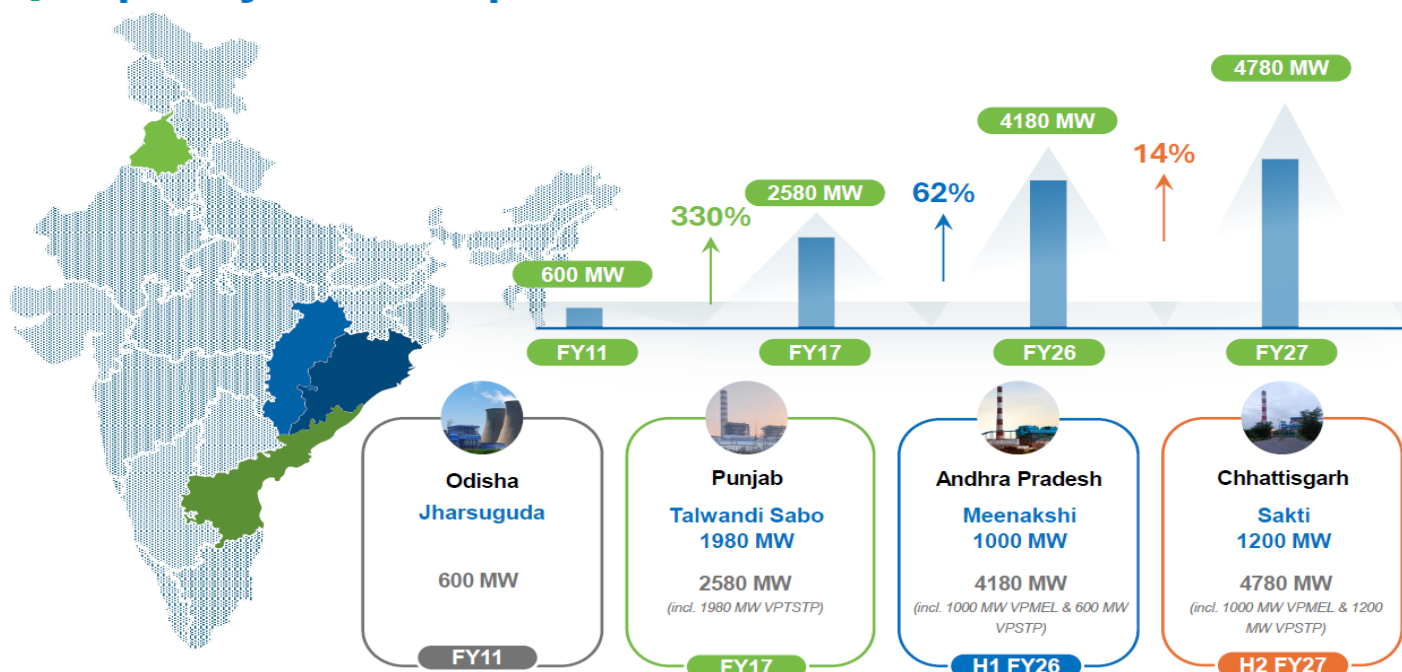 4780 MW
4180 MW
14%
2580 MW
62%
330%
600 MW
FY11
FY17
FY26
FY27
Odisha
Jharsuguda
600 MW
FY11
Punjab
Talwandi Sabo
1980 MW
2580 MW
(incl. 1980 MW VPTSTP)
FY17
Andhra Pradesh
Meenakshi
1000 MW
4180 MW
(incl. 1000 MW VPMEL & 600 MW
VPSTP)
H1 FY26
Chhattisgarh
Sakti
1200 MW
4780 MW
(incl. 1000 MW VPMEL & 1200
MW VPSTP)
H2 FY27